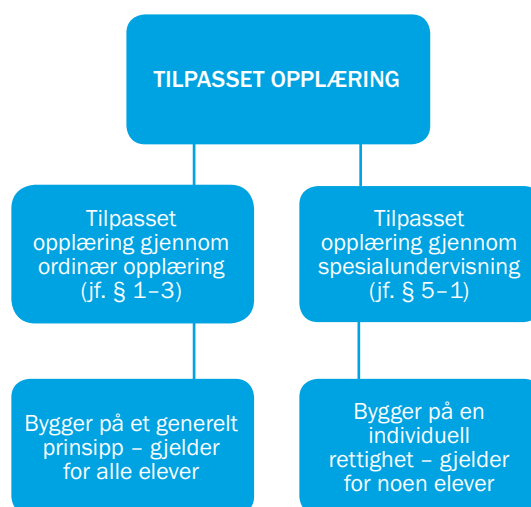 TILPASSET OPPLÆRING
Tilpasset
opplæring gjennom
ordinær opplæring
(jf. § 1–3)
Tilpasset
opplæring gjennom
spesialundervisning
(jf. § 5–1)
Bygger på et generelt
prinsipp – gjelder
for alle elever
Bygger på en
individuell
rettighet – gjelder
for noen elever